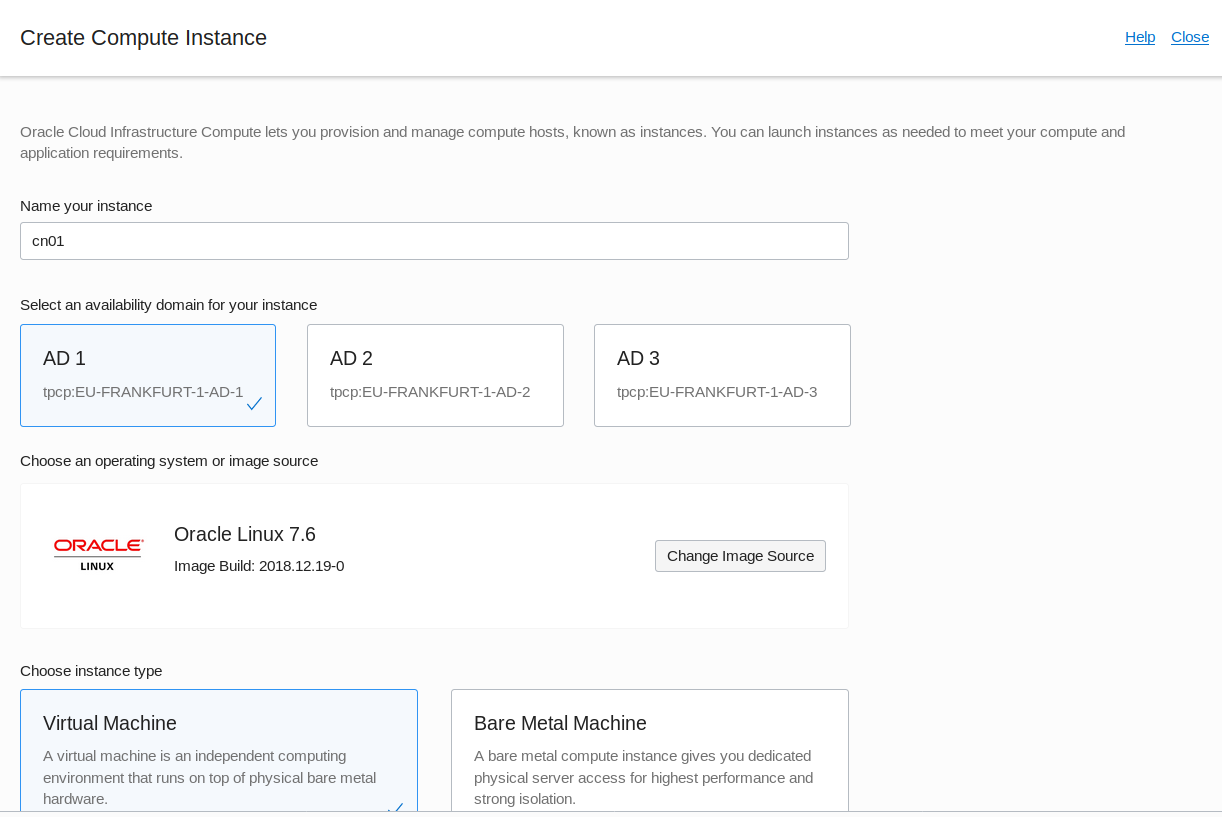 Create Compute Instance
Help Close
Oracle Cloud Infrastructure Compute lets you provision and manage compute hosts, known as instances. You can launch instances as needed to meet your compute and
application requirements.
Name your instance
cn01
Select an availability domain for your instance
AD 1
tpcp:EU-FRANKFURT-1-AD-1
AD 2
tpcp:EU-FRANKFURT-1-AD-2
AD 3
tpcp:EU-FRANKFURT-1-AD-3
Choose an operating system or image source
ORACLE
LINUX
Oracle Linux 7.6
Image Build: 2018.12.19-0
Change Image Source
Choose instance type
Virtual Machine
A virtual machine is an independent computing
environment that runs on top of physical bare metal
hardware.
Bare Metal Machine
A bare metal compute instance gives you dedicated
physical server access for highest performance and
strong isolation.